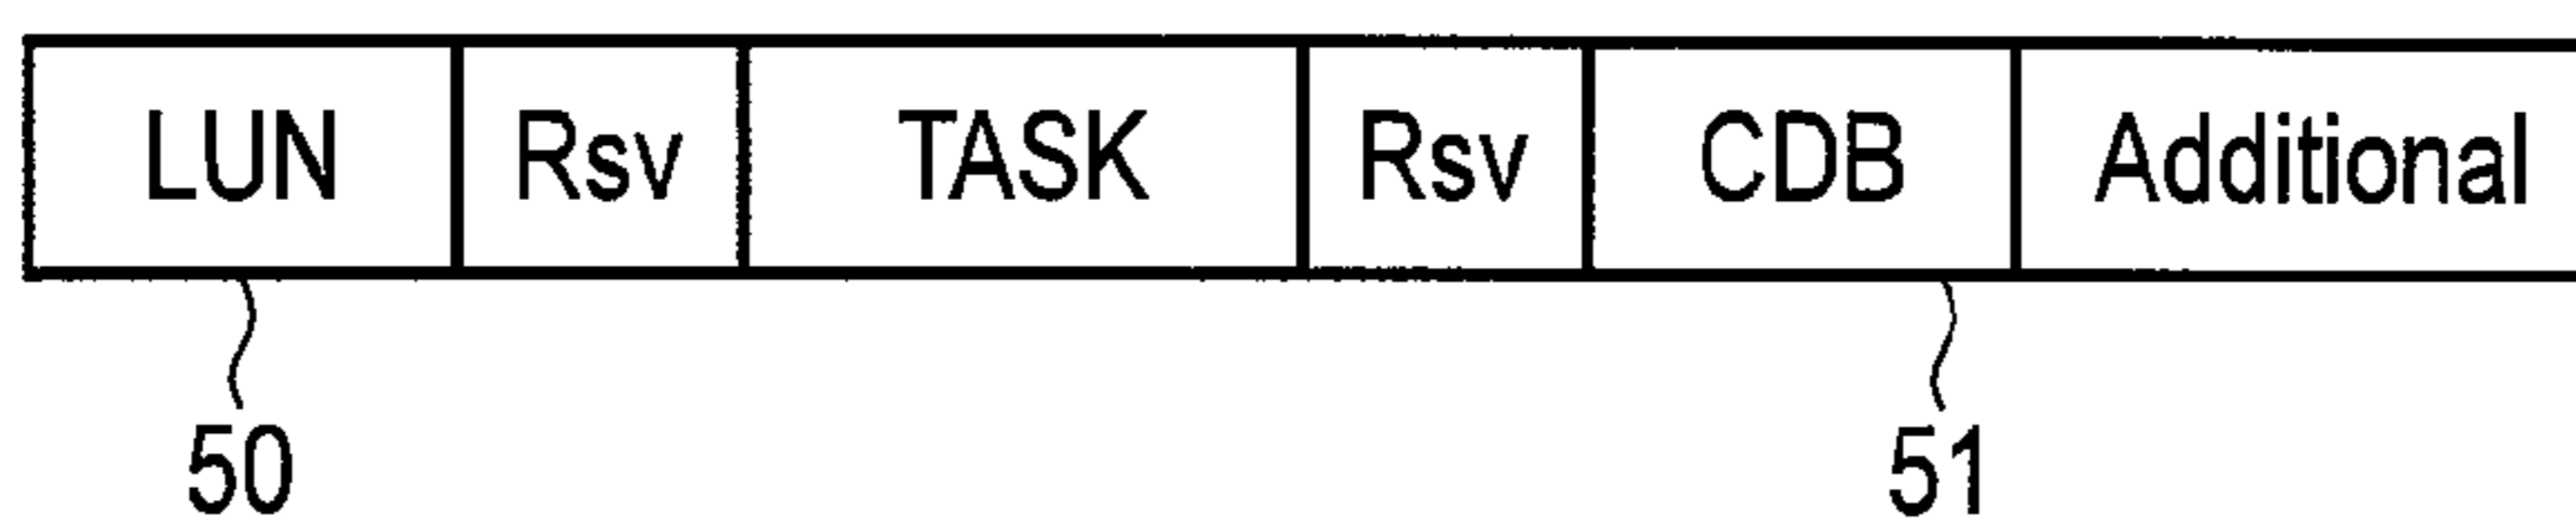 LUN Rsv TASK Rsv CDB Additional
50 51